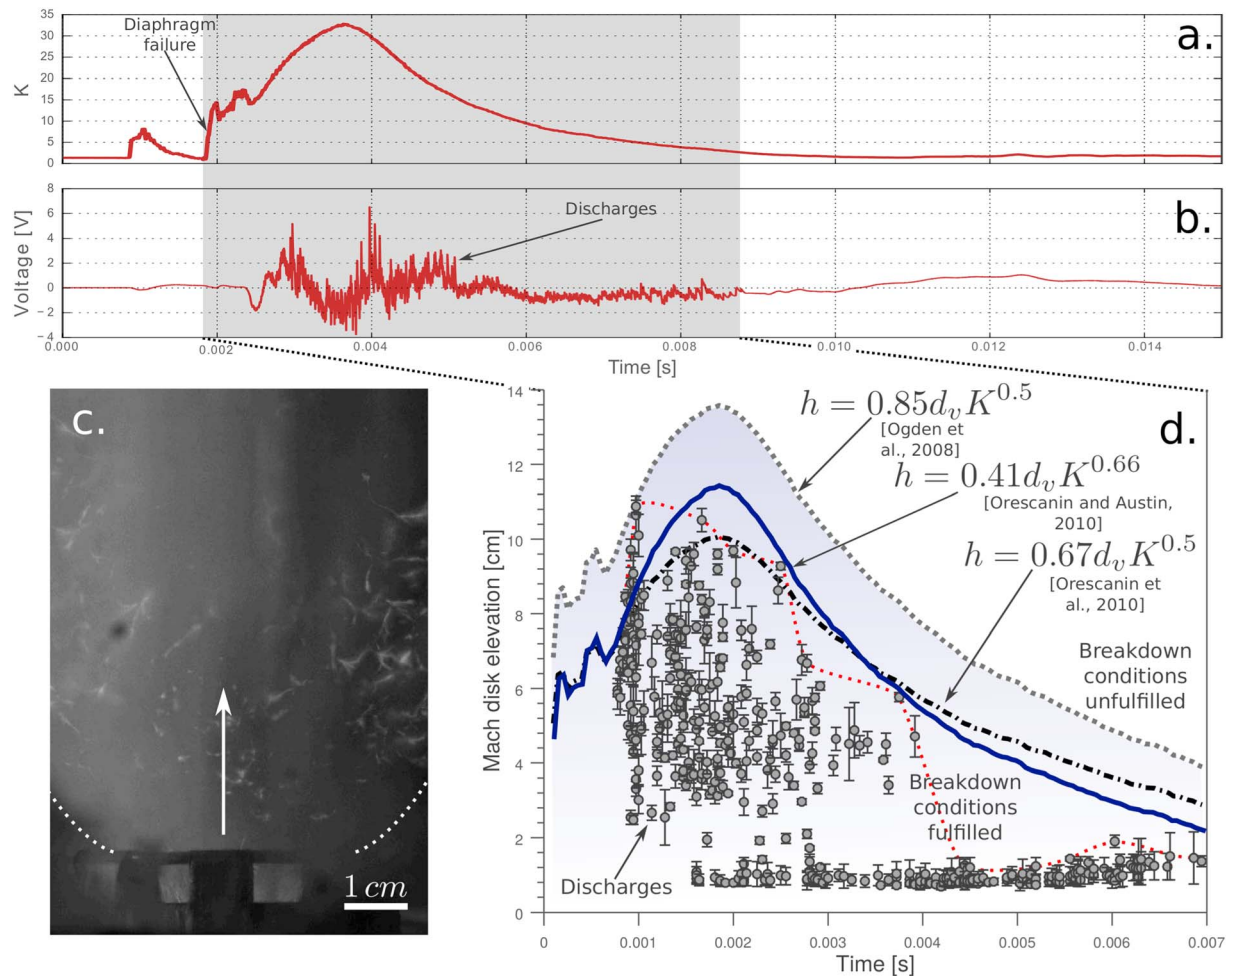 a.
Diaphragm
failure
K
35
30
25
20
15
10
5
0
b.
Discharges
Voltage [V]
8
6
4
2
0
−2
−4
0.000
0.002
0.004
0.006
0.008
0.010
0.012
0.014
Time [s]
c.
1 cm
d.
h = 0.85d_v K^0.5
[Ogden et
al., 2008]
h = 0.41d_v K^0.66
[Orescanin and Austin,
2010]
h = 0.67d_v K^0.5
[Orescanin et
al., 2010]
Breakdown
conditions
unfulfilled
Breakdown
conditions
fulfilled
Discharges
Mach disk elevation [cm]
14
12
10
8
6
4
2
0
0
0.001
0.002
0.003
0.004
0.005
0.006
0.007
Time [s]